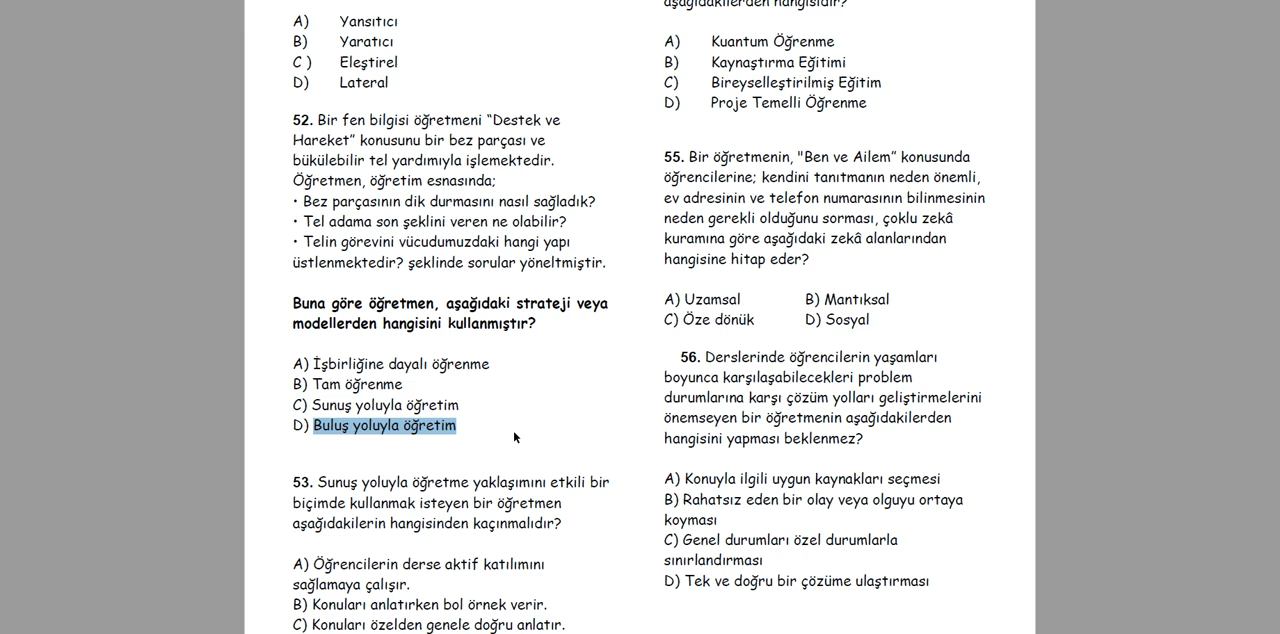 A) Yansıtıcı
B) Yaratıcı
C ) Eleştirel
D) Lateral
52. Bir fen bilgisi öğretmeni “Destek ve
Hareket” konusunu bir bez parçası ve
bükülebilir tel yardımıyla işlemektedir.
Öğretmen, öğretim esnasında;
• Bez parçasının dik durmasını nasıl sağladık?
• Tel adama son şeklini veren ne olabilir?
• Telin görevini vücudumuzdaki hangi yapı
üstlenmektedir? şeklinde sorular yöneltmiştir.
Buna göre öğretmen, aşağıdaki strateji veya
modellerden hangisini kullanmıştır?
A) İşbirliğine dayalı öğrenme
B) Tam öğrenme
C) Sunuş yoluyla öğretim
D) Buluş yoluyla öğretim
53. Sunuş yoluyla öğretme yaklaşımını etkili bir
biçimde kullanmak isteyen bir öğretmen
aşağıdakilerin hangisinden kaçınmalıdır?
A) Öğrencilerin derse aktif katılımını
sağlamaya çalışır.
B) Konuları anlatırken bol örnek verir.
C) Konuları özelden genele doğru anlatır.
aşağıdakilerden hangisidir?
A) Kuantum Öğrenme
B) Kaynaştırma Eğitimi
C) Bireyselleştirilmiş Eğitim
D) Proje Temelli Öğrenme
55. Bir öğretmenin, "Ben ve Ailem” konusunda
öğrencilerine; kendini tanıtmanın neden önemli,
ev adresinin ve telefon numarasının bilinmesinin
neden gerekli olduğunu sorması, çoklu zekâ
kuramına göre aşağıdaki zekâ alanlarından
hangisine hitap eder?
A) Uzamsal B) Mantıksal
C) Öze dönük D) Sosyal
56. Derslerinde öğrencilerin yaşamları
boyunca karşılaşabilecekleri problem
durumlarına karşı çözüm yolları geliştirmelerini
önemseyen bir öğretmenin aşağıdakilerden
hangisini yapması beklenmez?
A) Konuyla ilgili uygun kaynakları seçmesi
B) Rahatsız eden bir olay veya olguyu ortaya
koyması
C) Genel durumları özel durumlarla
sınırlandırması
D) Tek ve doğru bir çözüme ulaştırması